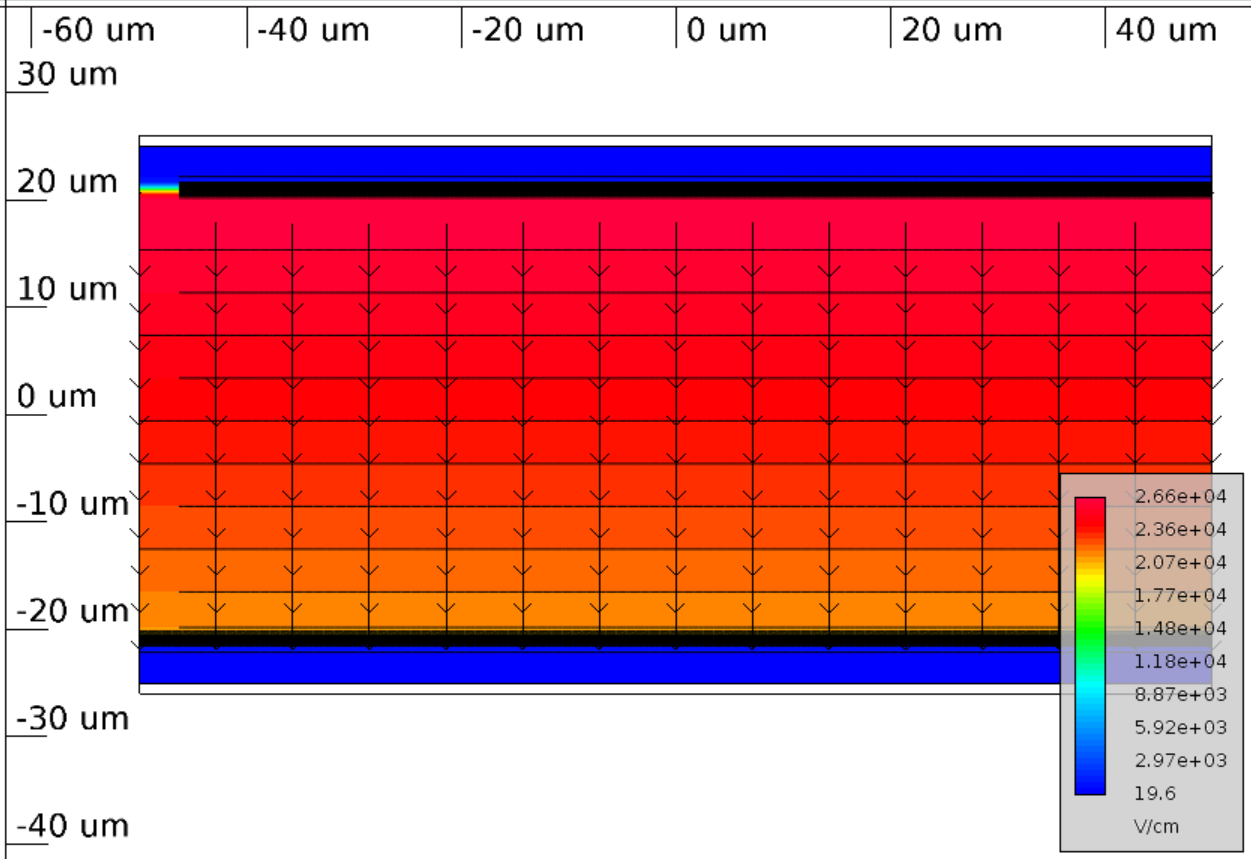 -60 um
-40 um
-20 um
0 um
20 um
40 um
30 um
20 um
10 um
0 um
-10 um
-20 um
-30 um
-40 um
2.66e+04
2.36e+04
2.07e+04
1.77e+04
1.48e+04
1.18e+04
8.87e+03
5.92e+03
2.97e+03
19.6
V/cm